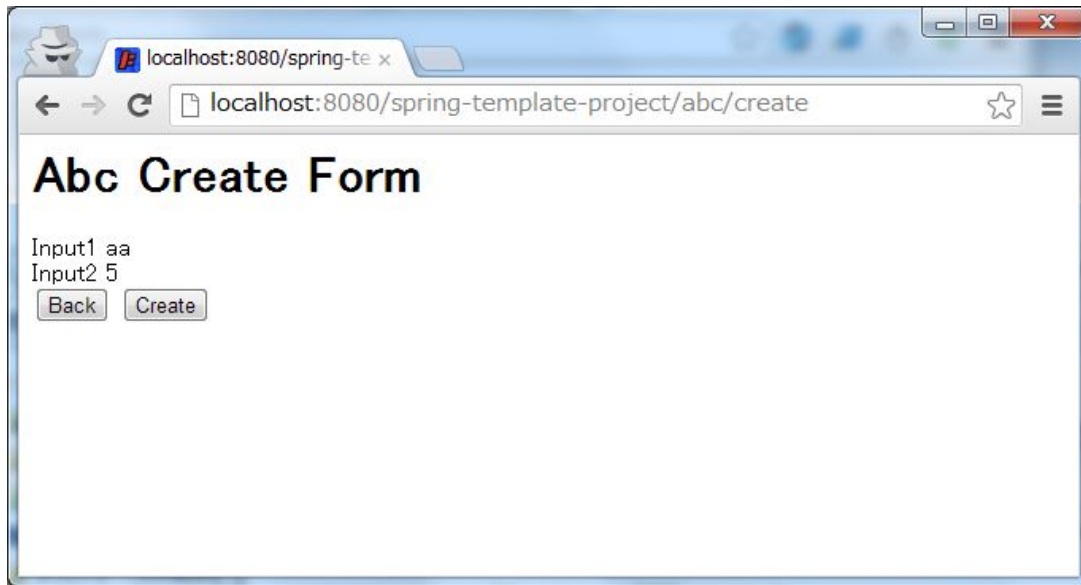 localhost:8080/spring-te
localhost:8080/spring-template-project/abc/create
Abc Create Form
Input1 aa
Input2 5
Back Create